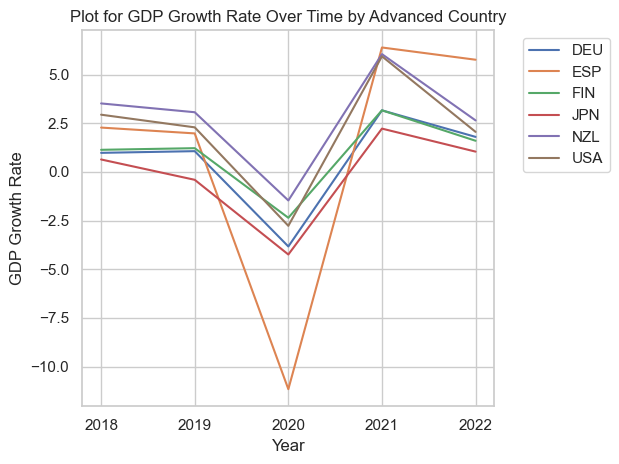 Plot for GDP Growth Rate Over Time by Advanced Country
DEU
ESP
FIN
JPN
NZL
USA
GDP Growth Rate
5.0
2.5
0.0
−2.5
−5.0
−7.5
−10.0
2018 2019 2020 2021 2022
Year